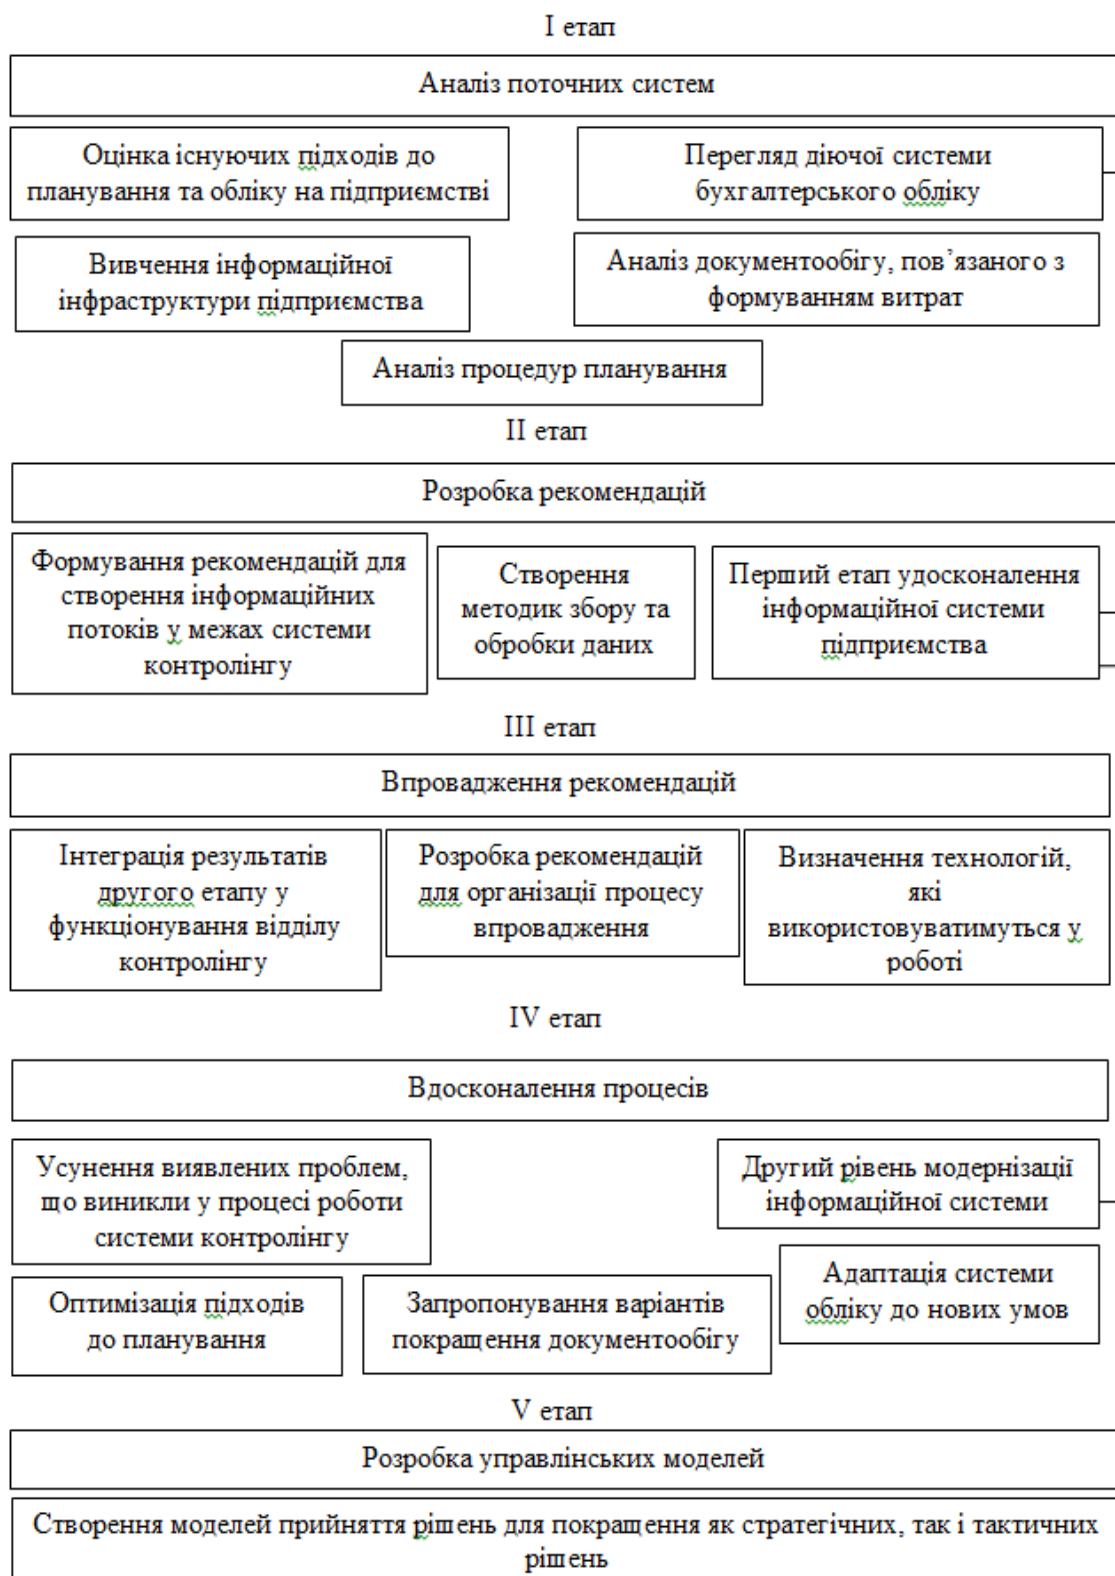 І етап
Аналіз поточних систем
Оцінка існуючих підходів до
планування та обліку на підприємстві
Перегляд діючої системи
бухгалтерського обліку
Вивчення інформаційної
інфраструктури підприємства
Аналіз документообігу, пов’язаного з
формуванням витрат
Аналіз процедур планування
ІІ етап
Розробка рекомендацій
Формування рекомендацій для
створення інформаційних
потоків у межах системи
контролінгу
Створення
методик збору та
обробки даних
Перший етап удосконалення
інформаційної системи
підприємства
ІІІ етап
Впровадження рекомендацій
Інтеграція результатів
другого етапу у
функціонування відділу
контролінгу
Розробка рекомендацій
для організації процесу
впровадження
Визначення технологій,
які
використовуватимуться у
роботі
IV етап
Вдосконалення процесів
Усунення виявлених проблем,
що виникли у процесі роботи
системи контролінгу
Другий рівень модернізації
інформаційної системи
Оптимізація підходів
до планування
Запропонування варіантів
покращення документообігу
Адаптація системи
обліку до нових умов
V етап
Розробка управлінських моделей
Створення моделей прийняття рішень для покращення як стратегічних, так і тактичних
рішень